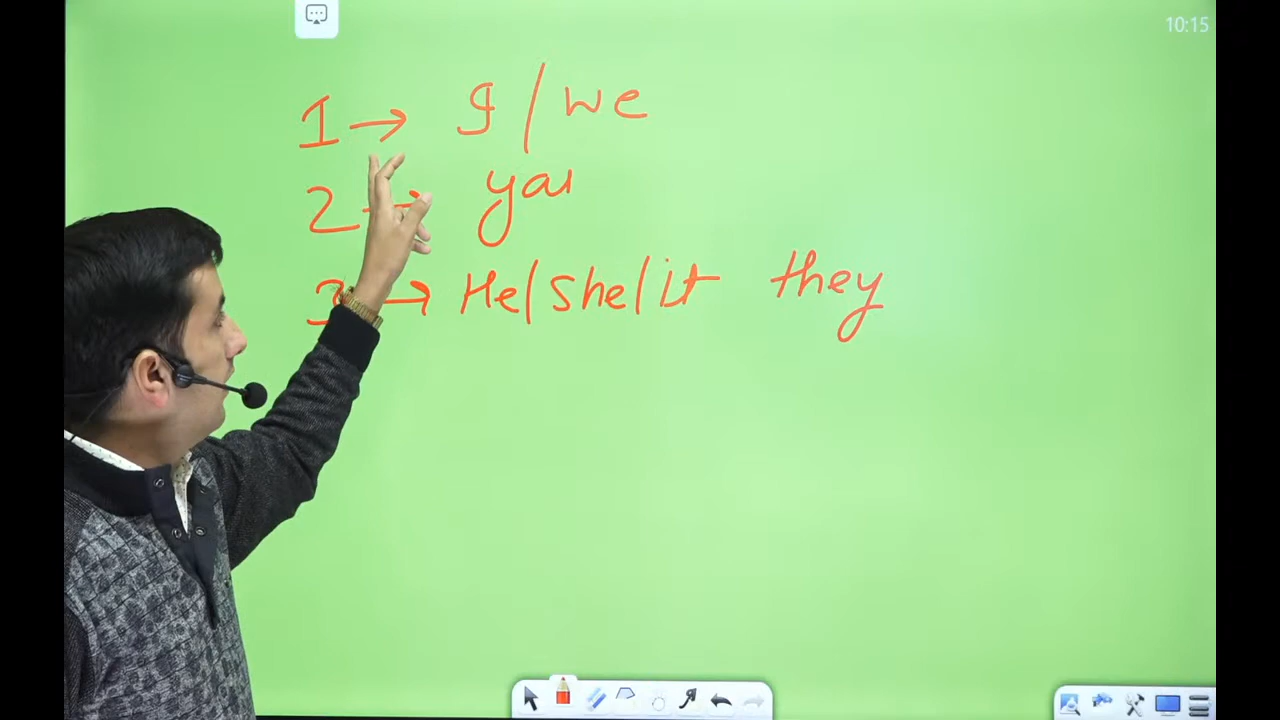 10:15
1 → I/we
2 → you
3 → He/She/it they